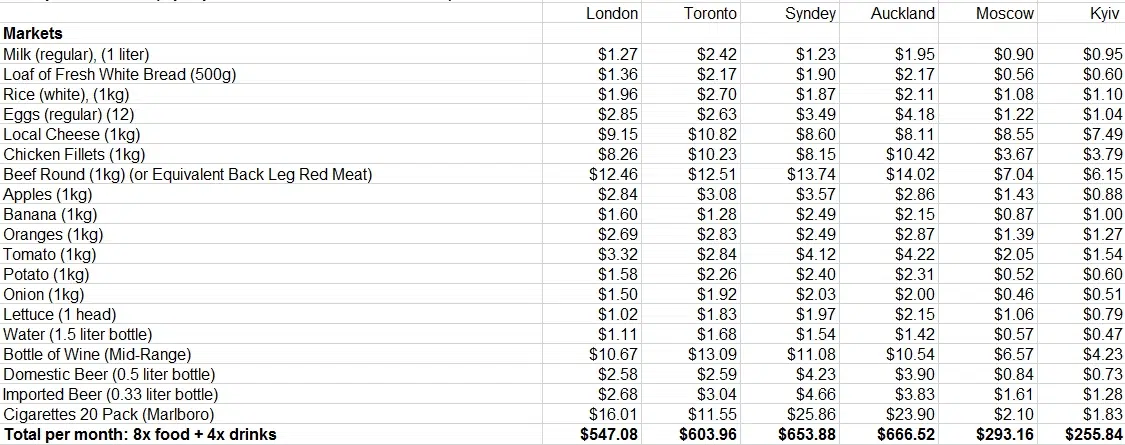 London Toronto Syndey Auckland Moscow Kyiv
Markets
Milk (regular), (1 liter) $1.27 $2.42 $1.23 $1.95 $0.90 $0.95
Loaf of Fresh White Bread (500g) $1.36 $2.17 $1.90 $2.17 $0.56 $0.60
Rice (white), (1kg) $1.96 $2.70 $1.87 $2.11 $1.08 $1.10
Eggs (regular) (12) $2.85 $2.63 $3.49 $4.18 $1.22 $1.04
Local Cheese (1kg) $9.15 $10.82 $8.60 $8.11 $8.55 $7.49
Chicken Fillets (1kg) $8.26 $10.23 $8.15 $10.42 $3.67 $3.79
Beef Round (1kg) (or Equivalent Back Leg Red Meat) $12.46 $12.51 $13.74 $14.02 $7.04 $6.15
Apples (1kg) $2.84 $3.08 $3.57 $2.86 $1.43 $0.88
Banana (1kg) $1.60 $1.28 $2.49 $2.15 $0.87 $1.00
Oranges (1kg) $2.69 $2.83 $2.49 $2.87 $1.39 $1.27
Tomato (1kg) $3.32 $2.84 $4.12 $4.22 $2.05 $1.54
Potato (1kg) $1.58 $2.26 $2.40 $2.31 $0.52 $0.60
Onion (1kg) $1.50 $1.92 $2.03 $2.00 $0.46 $0.51
Lettuce (1 head) $1.02 $1.83 $1.97 $2.15 $1.06 $0.79
Water (1.5 liter bottle) $1.11 $1.68 $1.54 $1.42 $0.57 $0.47
Bottle of Wine (Mid-Range) $10.67 $13.09 $11.08 $10.54 $6.57 $4.23
Domestic Beer (0.5 liter bottle) $2.58 $2.59 $4.23 $3.90 $0.84 $0.73
Imported Beer (0.33 liter bottle) $2.68 $3.04 $4.66 $3.83 $1.61 $1.28
Cigarettes 20 Pack (Marlboro) $16.01 $11.55 $25.86 $23.90 $2.10 $1.83
Total per month: 8x food + 4x drinks $547.08 $603.96 $653.88 $666.52 $293.16 $255.84